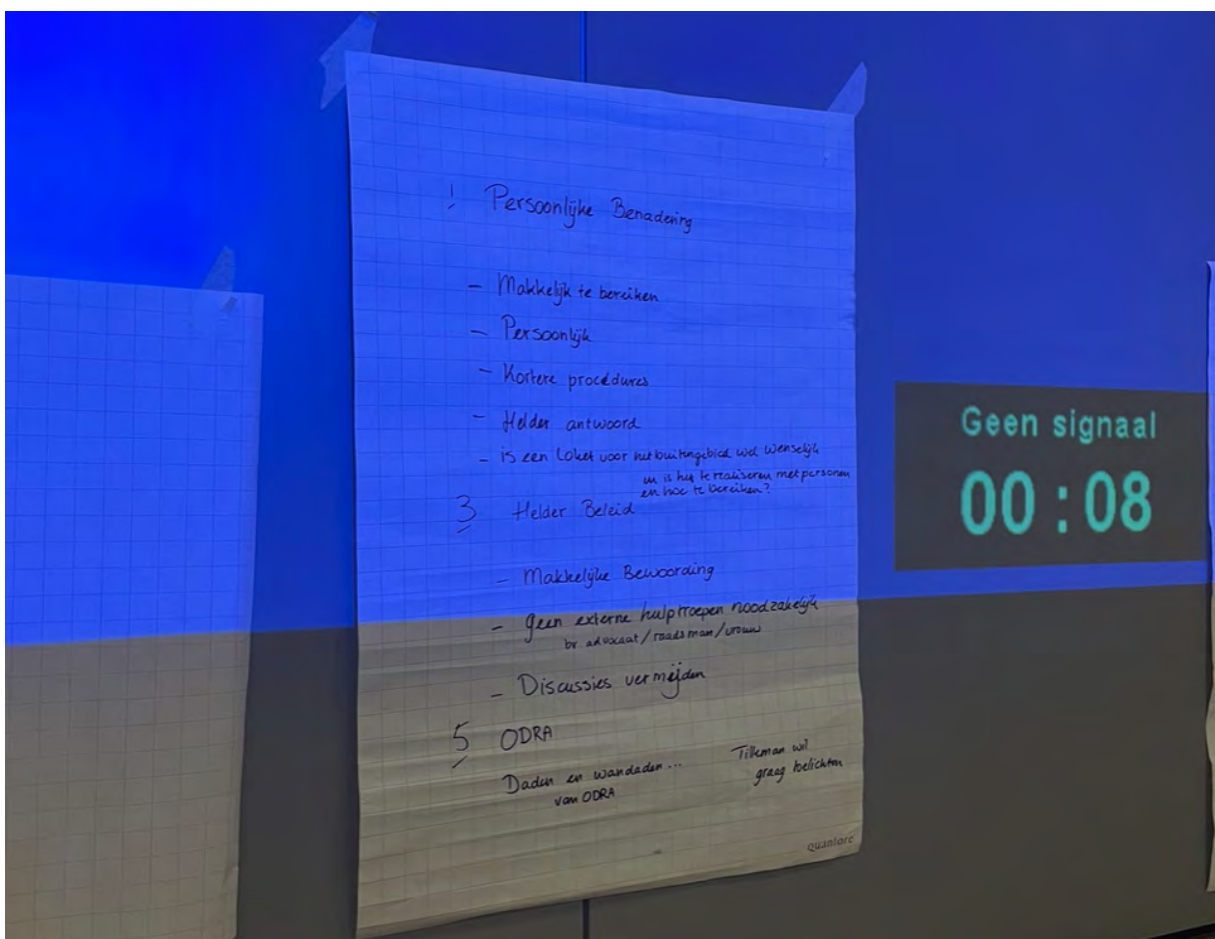 1 Persoonlijke Benadering
- Makkelijk te bereiken
- Persoonlijk
- Kortere procédures
- Helder antwoord
- is een Loket voor het buitengebied wel wenselijk
en is het te realiseren met personen
en hoe te bereiken?
3 Helder Beleid
- Makkelijke Bewoording
- geen externe hulptroepen noodzakelijk
bv. advocaat / raadsman / vrouw
- Discussies vermijden
5 ODRA
Daden en wandaden...
van ODRA
Tilleman wil
graag toelichten
quantore
Geen signaal
00 : 08